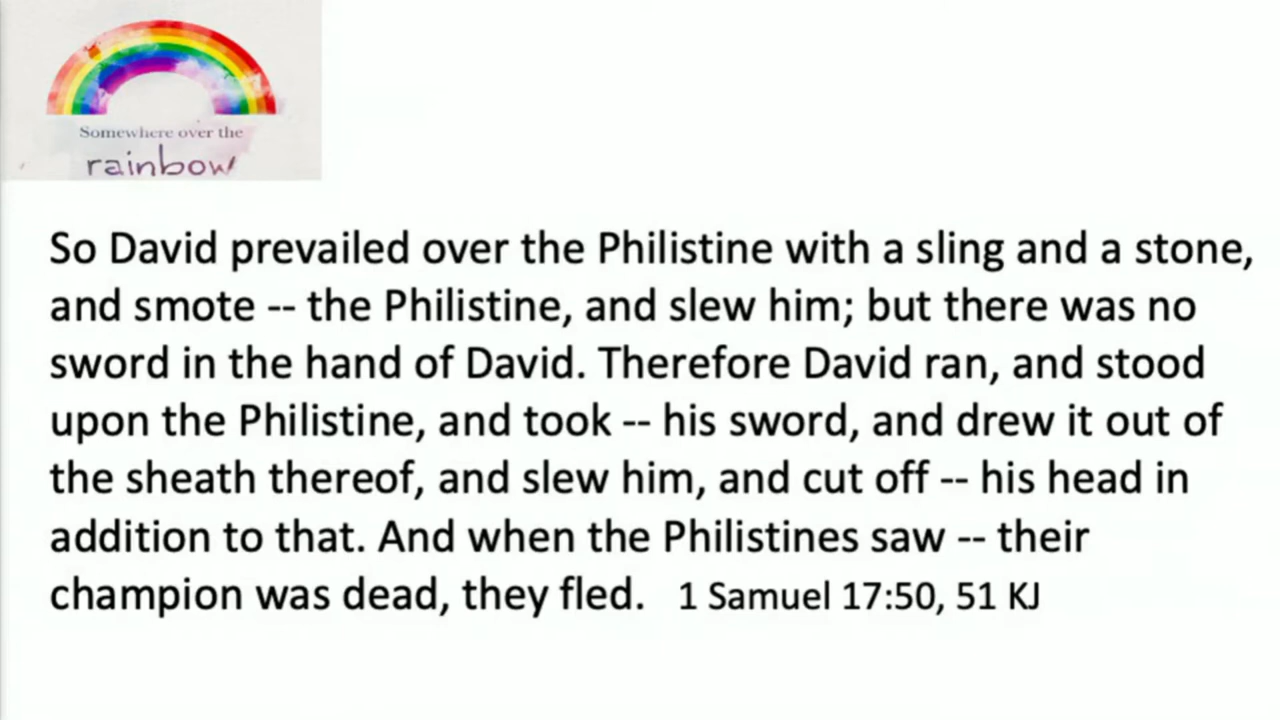 Somewhere over the
rainbow
So David prevailed over the Philistine with a sling and a stone,
and smote -- the Philistine, and slew him; but there was no
sword in the hand of David. Therefore David ran, and stood
upon the Philistine, and took -- his sword, and drew it out of
the sheath thereof, and slew him, and cut off -- his head in
addition to that. And when the Philistines saw -- their
champion was dead, they fled. 1 Samuel 17:50, 51 KJ